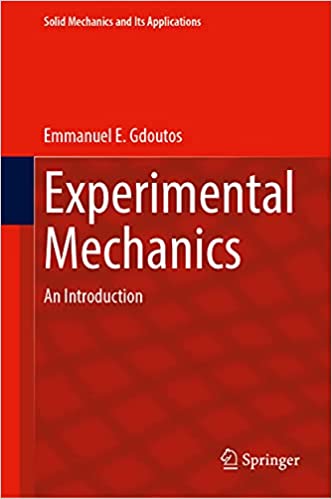 Solid Mechanics and Its Applications
Emmanuel E. Gdoutos
Experimental
Mechanics
An Introduction
Springer